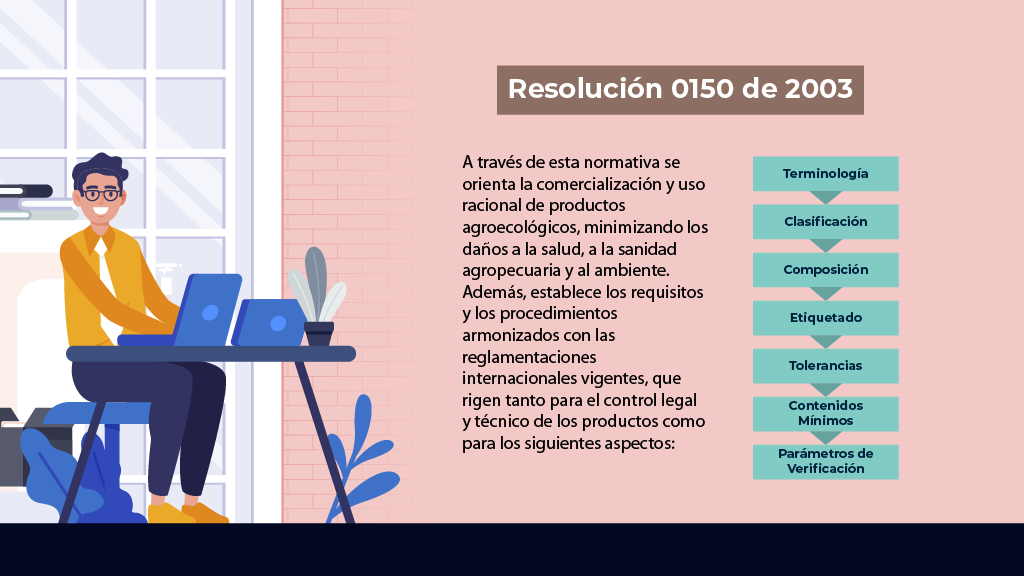 Resolución 0150 de 2003
A través de esta normativa se
orienta la comercialización y uso
racional de productos
agroecológicos, minimizando los
daños a la salud, a la sanidad
agropecuaria y al ambiente.
Además, establece los requisitos
y los procedimientos
armonizados con las
reglamentaciones
internacionales vigentes, que
rigen tanto para el control legal
y técnico de los productos como
para los siguientes aspectos:
Terminología
Clasificación
Composición
Etiquetado
Tolerancias
Contenidos
Mínimos
Parámetros de
Verificación